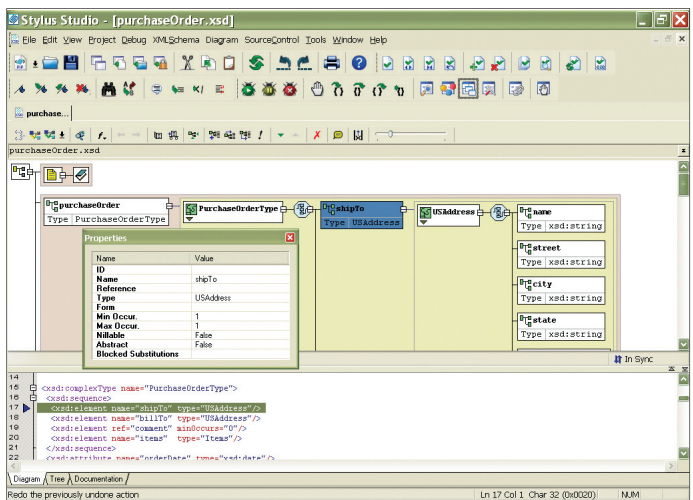 Stylus Studio - [purchaseOrder.xsd]
File Edit View Project Debug XMLSchema Diagram SourceControl Tools Window Help
purchase...
purchaseOrder.xsd
purchaseOrder
Type PurchaseOrderType
PurchaseOrderType
shipTo
Type USAddress
USAddress
name
Type xsd:string
street
Type xsd:string
city
Type xsd:string
state
Type xsd:string
Properties
Name Value
ID
Name shipTo
Reference
Type USAddress
Form
Min Occur. 1
Max Occur. 1
Nillable False
Abstract False
Blocked Substitutions
In Sync
14
15 <xsd:complexType name="PurchaseOrderType">
16 <xsd:sequence>
17 <xsd:element name="shipTo" type="USAddress"/>
18 <xsd:element name="billTo" type="USAddress"/>
19 <xsd:element ref="comment" minOccurs="0"/>
20 <xsd:element name="items" type="Items"/>
21 </xsd:sequence>
22 <xsd:attribute name="orderDate" type="xsd:date"/>
Diagram Tree Documentation
Redo the previously undone action Ln 17 Col 1 Char 32 (0x0020) NUM